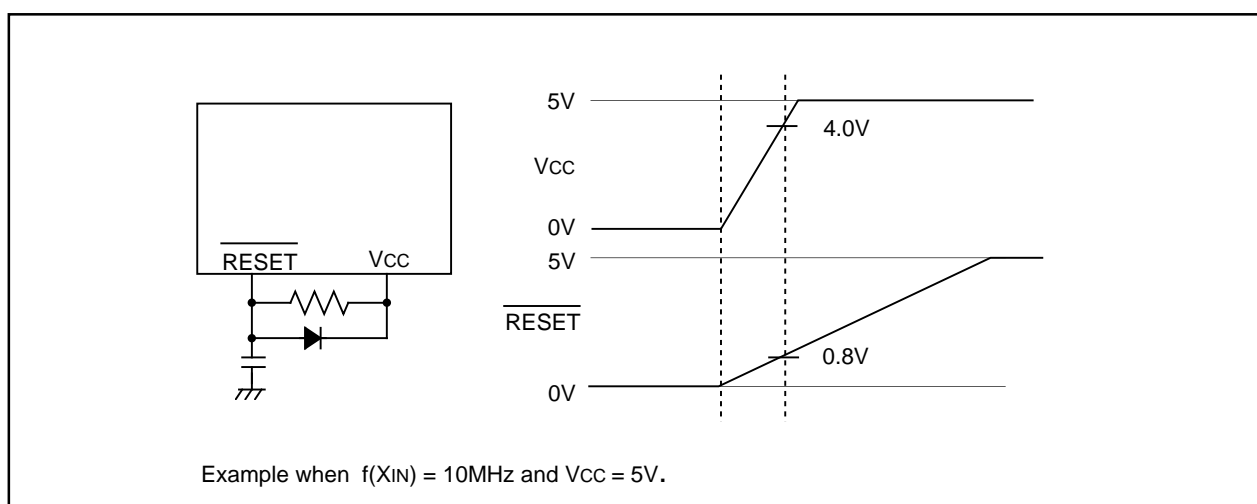 RESET
VCC
5V
4.0V
VCC
0V
5V
RESET
0.8V
0V
Example when f(XIN) = 10MHz and VCC = 5V.